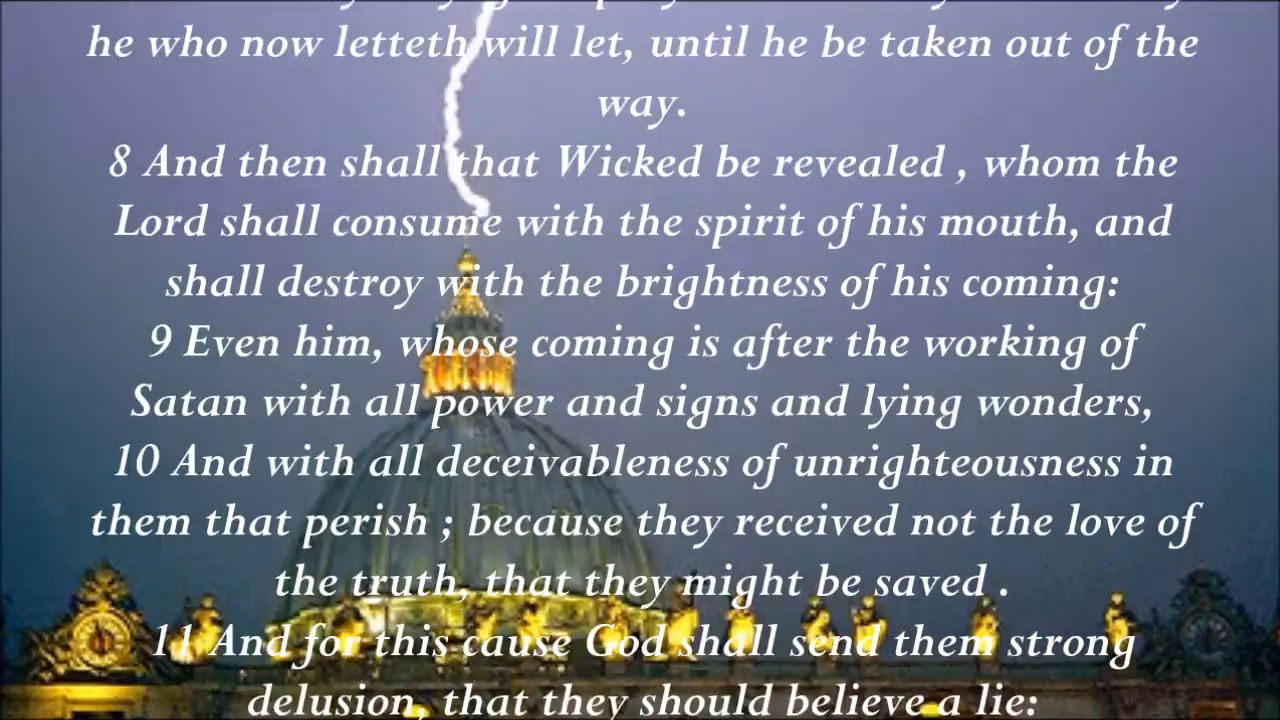 he who now letteth will let, until he be taken out of the
way.
8 And then shall that Wicked be revealed , whom the
Lord shall consume with the spirit of his mouth, and
shall destroy with the brightness of his coming:
9 Even him, whose coming is after the working of
Satan with all power and signs and lying wonders,
10 And with all deceivableness of unrighteousness in
them that perish ; because they received not the love of
the truth, that they might be saved .
11 And for this cause God shall send them strong
delusion, that they should believe a lie: